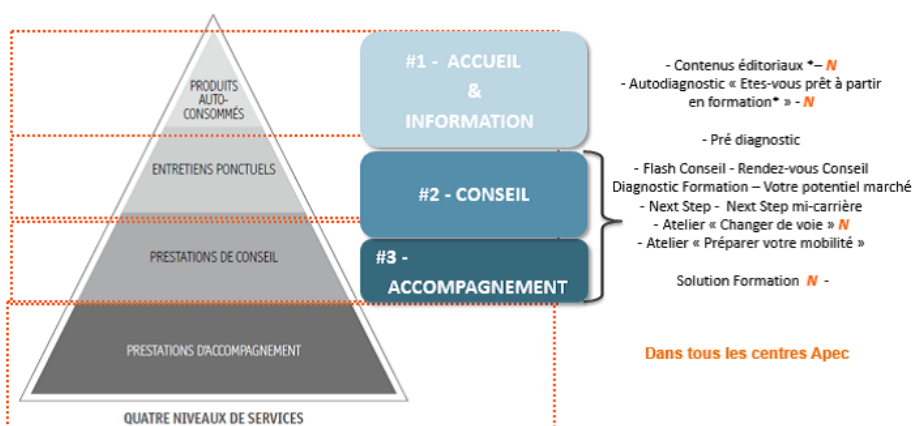 PRODUITS
AUTO-
CONSOMMÉS
ENTRETIENS PONCTUELS
PRESTATIONS DE CONSEIL
PRESTATIONS D'ACCOMPAGNEMENT
QUATRE NIVEAUX DE SERVICES
#1 - ACCUEIL
&
INFORMATION
#2 - CONSEIL
#3 -
ACCOMPAGNEMENT
- Contenus éditoriaux *– N
- Autodiagnostic « Etes-vous prêt à partir
en formation* » - N
- Pré diagnostic
- Flash Conseil - Rendez-vous Conseil
Diagnostic Formation – Votre potentiel marché
- Next Step - Next Step mi-carrière
- Atelier « Changer de voie » N
- Atelier « Préparer votre mobilité »
Solution Formation N -
Dans tous les centres Apec